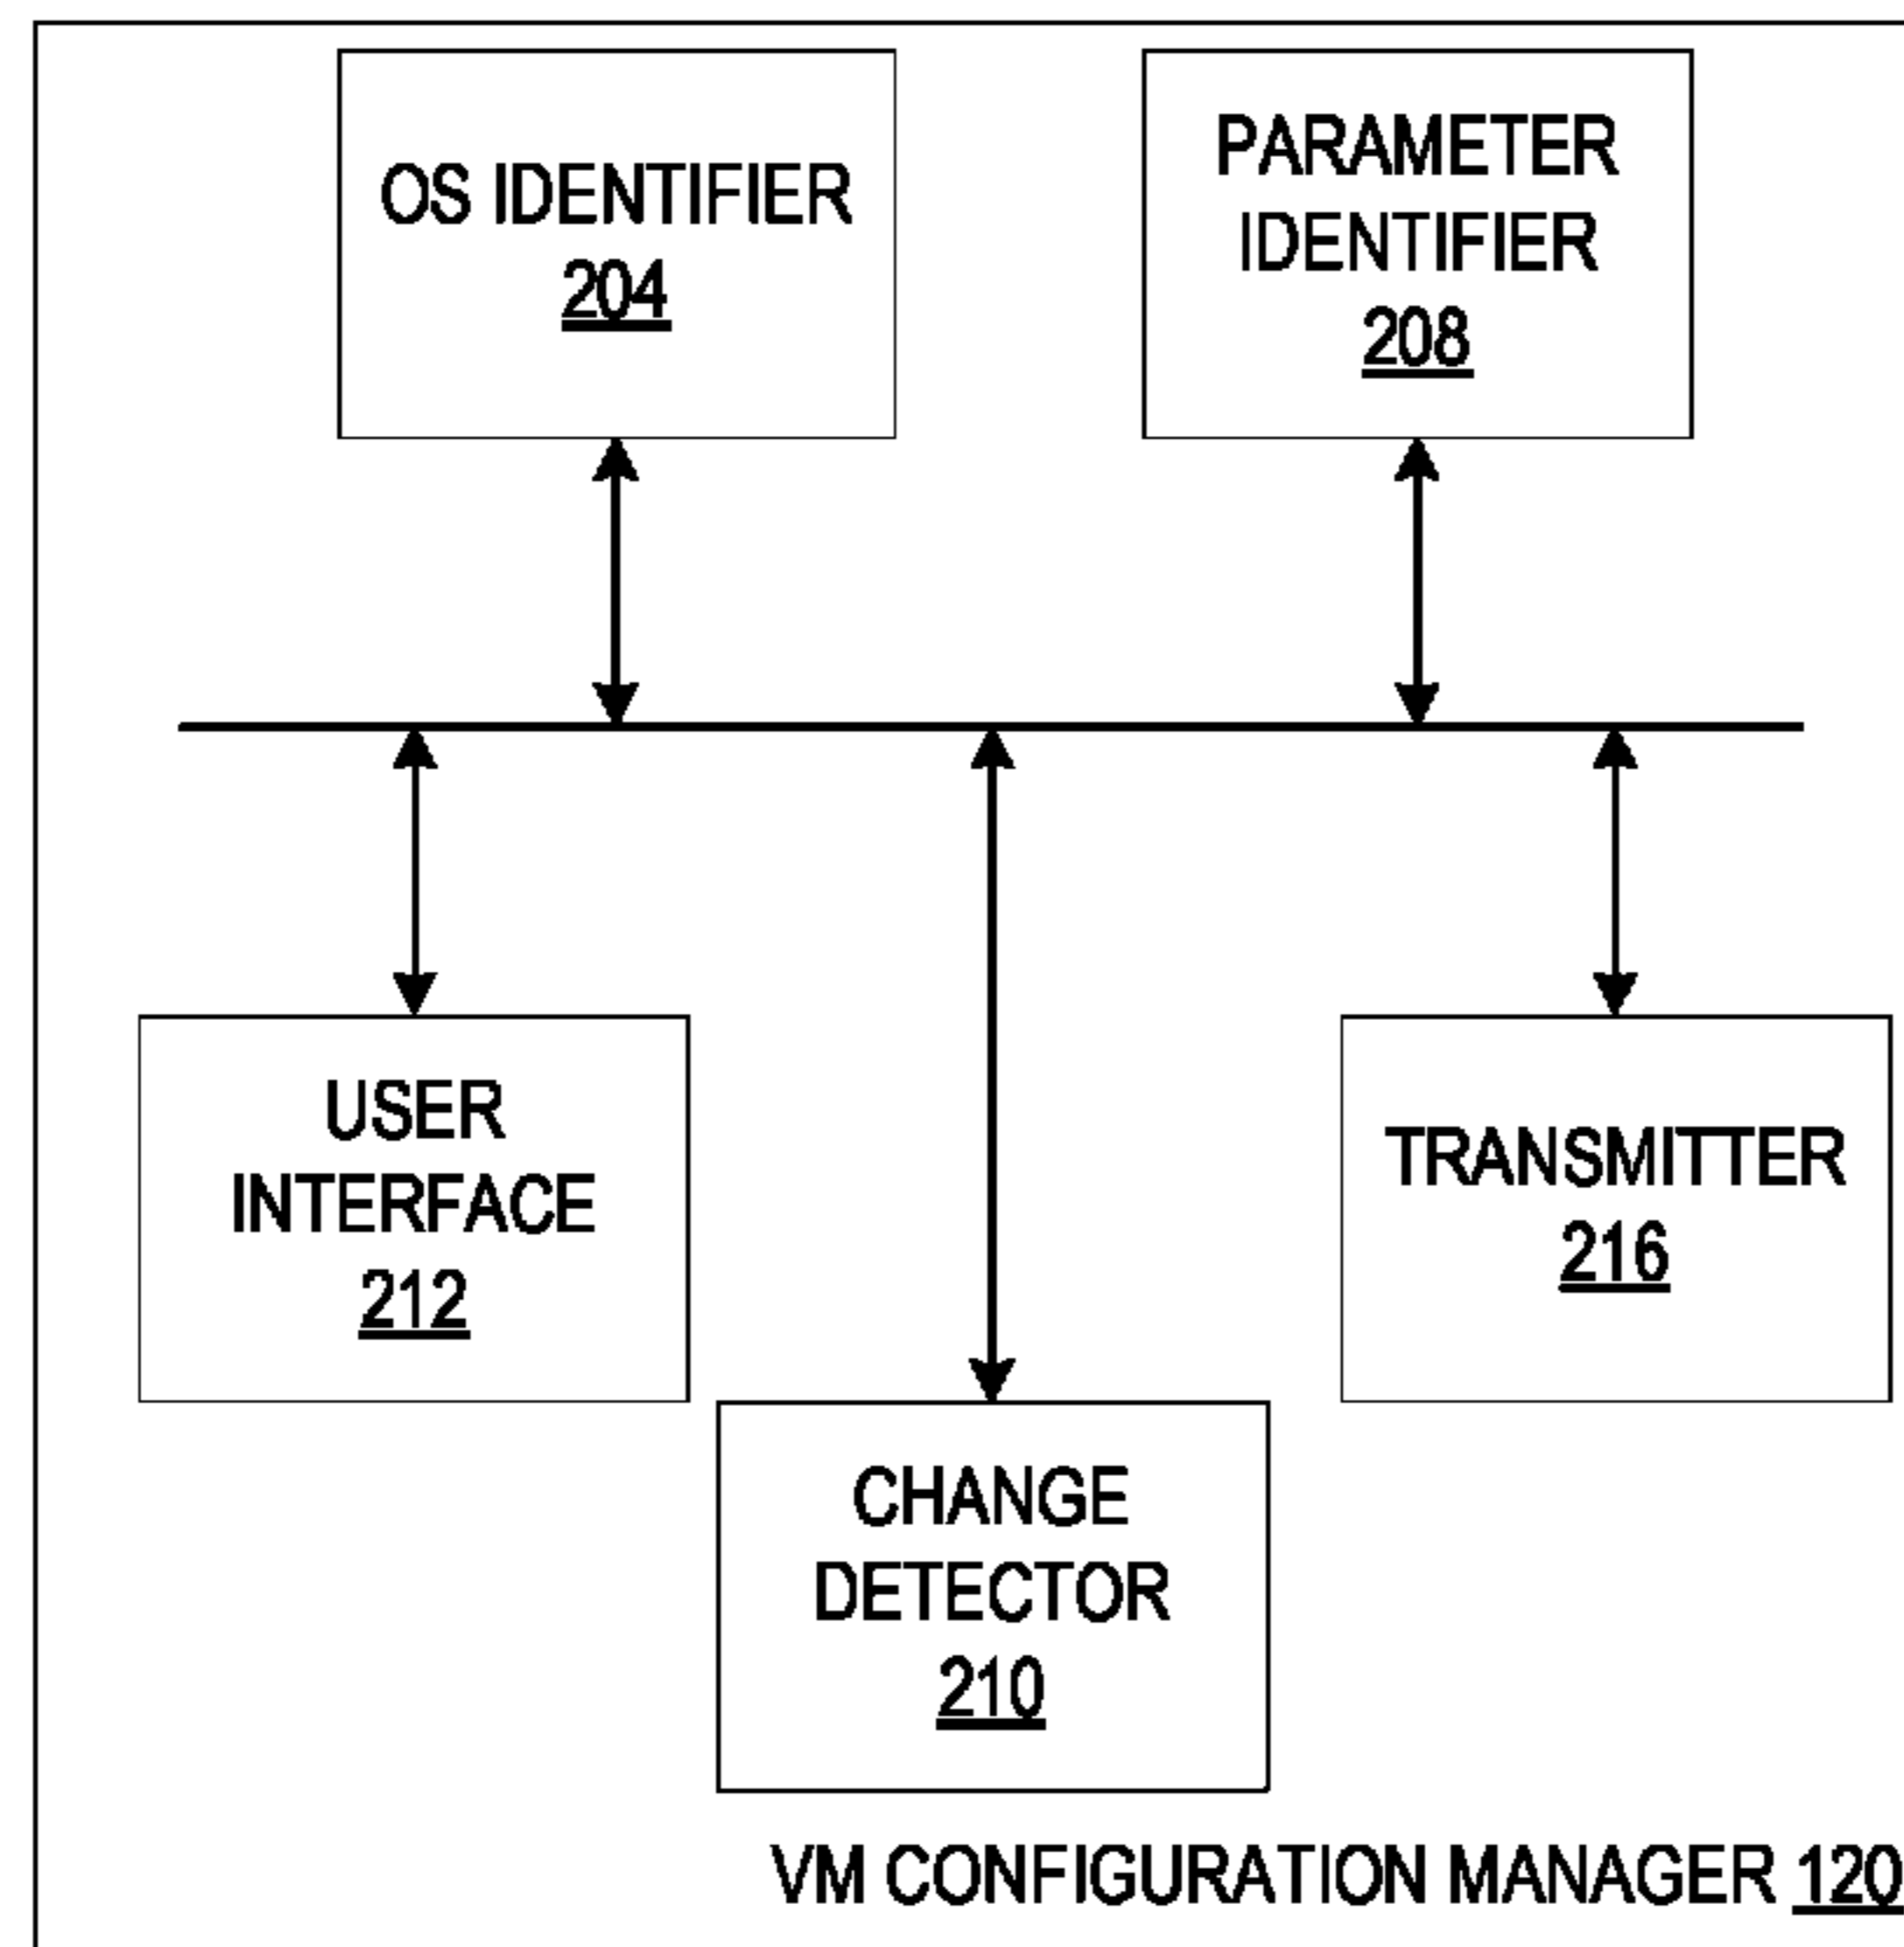 OS IDENTIFIER
204
PARAMETER
IDENTIFIER
208
USER
INTERFACE
212
TRANSMITTER
216
CHANGE
DETECTOR
210
VM CONFIGURATION MANAGER 120